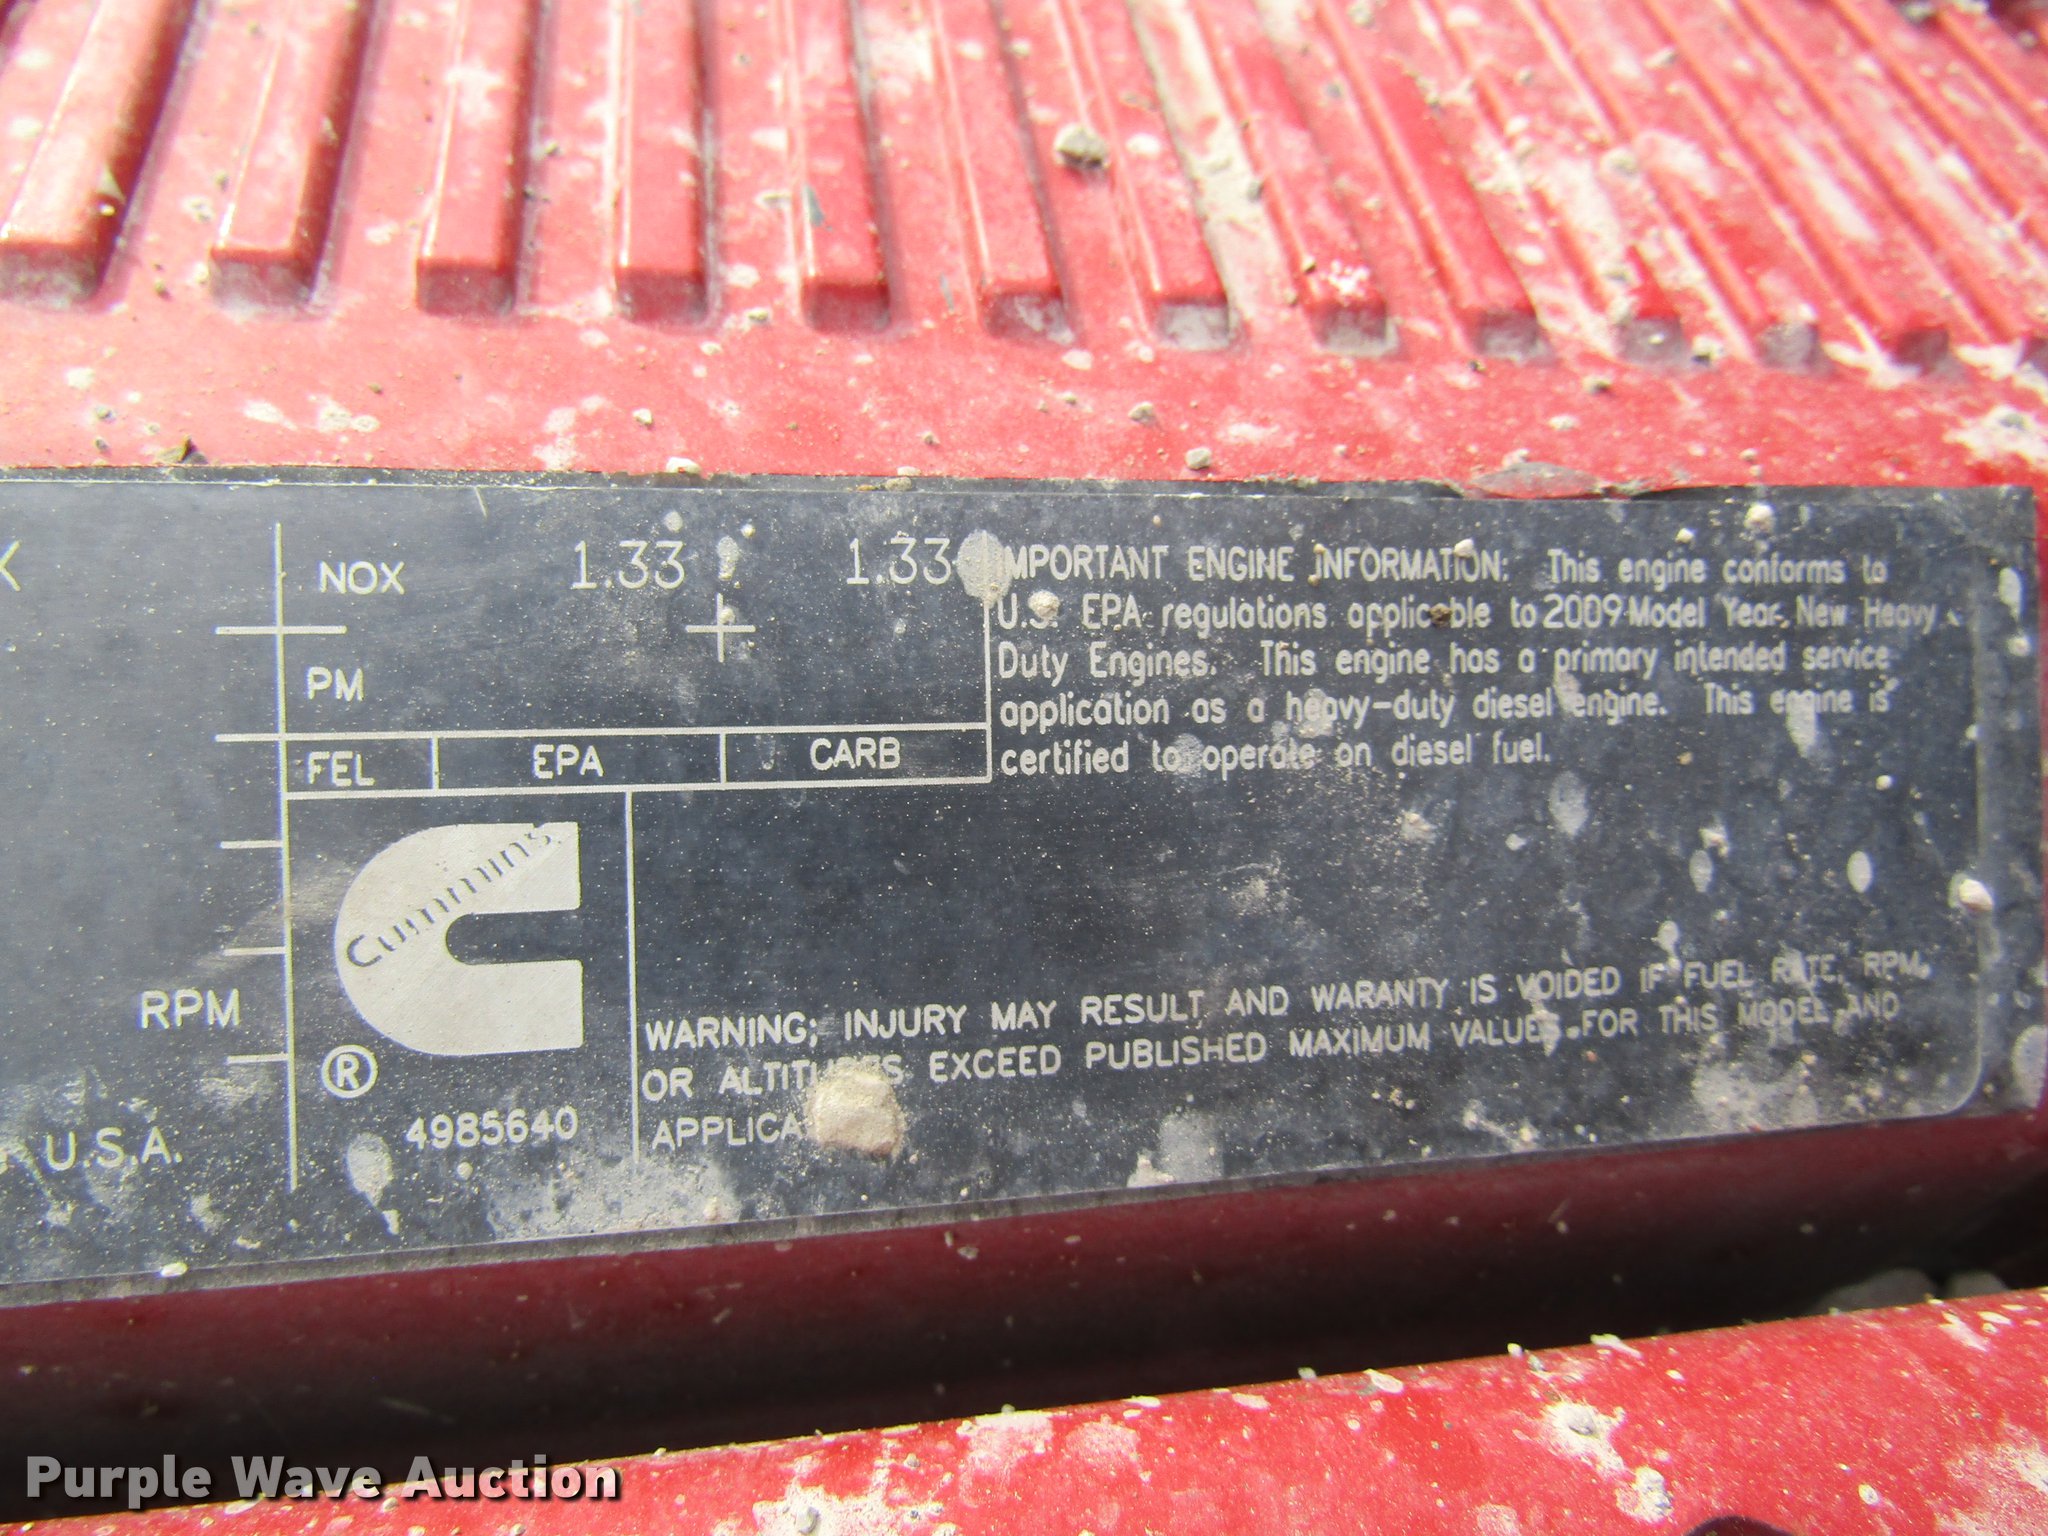 X
NOX 1.33 1.33
PM
FEL EPA CARB
IMPORTANT ENGINE INFORMATION: This engine conforms to
U.S. EPA regulations applicable to 2009 Model Year, New Heavy
Duty Engines. This engine has a primary intended service
application as a heavy-duty diesel engine. This engine is
certified to operate on diesel fuel.
Cummins
RPM
®
4985640
U.S.A.
WARNING; INJURY MAY RESULT AND WARANTY IS VOIDED IF FUEL RATE, RPM,
OR ALTITUDES EXCEED PUBLISHED MAXIMUM VALUES FOR THIS MODEL AND
APPLICA
Purple Wave Auction